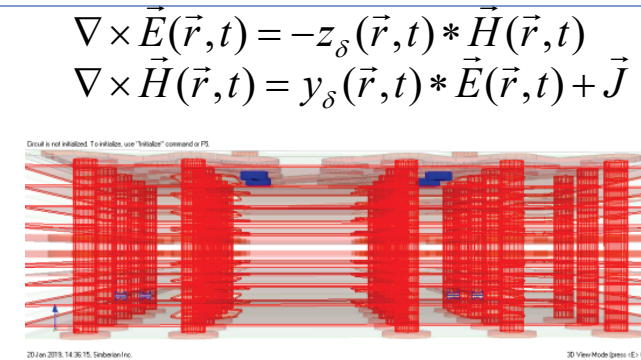 ∇×E⃗(r⃗,t) = −z_δ(r⃗,t)*H⃗(r⃗,t)
∇×H⃗(r⃗,t) = y_δ(r⃗,t)*E⃗(r⃗,t)+J⃗
Circuit is not initialized. To initialize, use "Initialize" command or F5.
20 Jan 2019, 14:36:15, Simberian Inc.
3D View Mode (press <E>